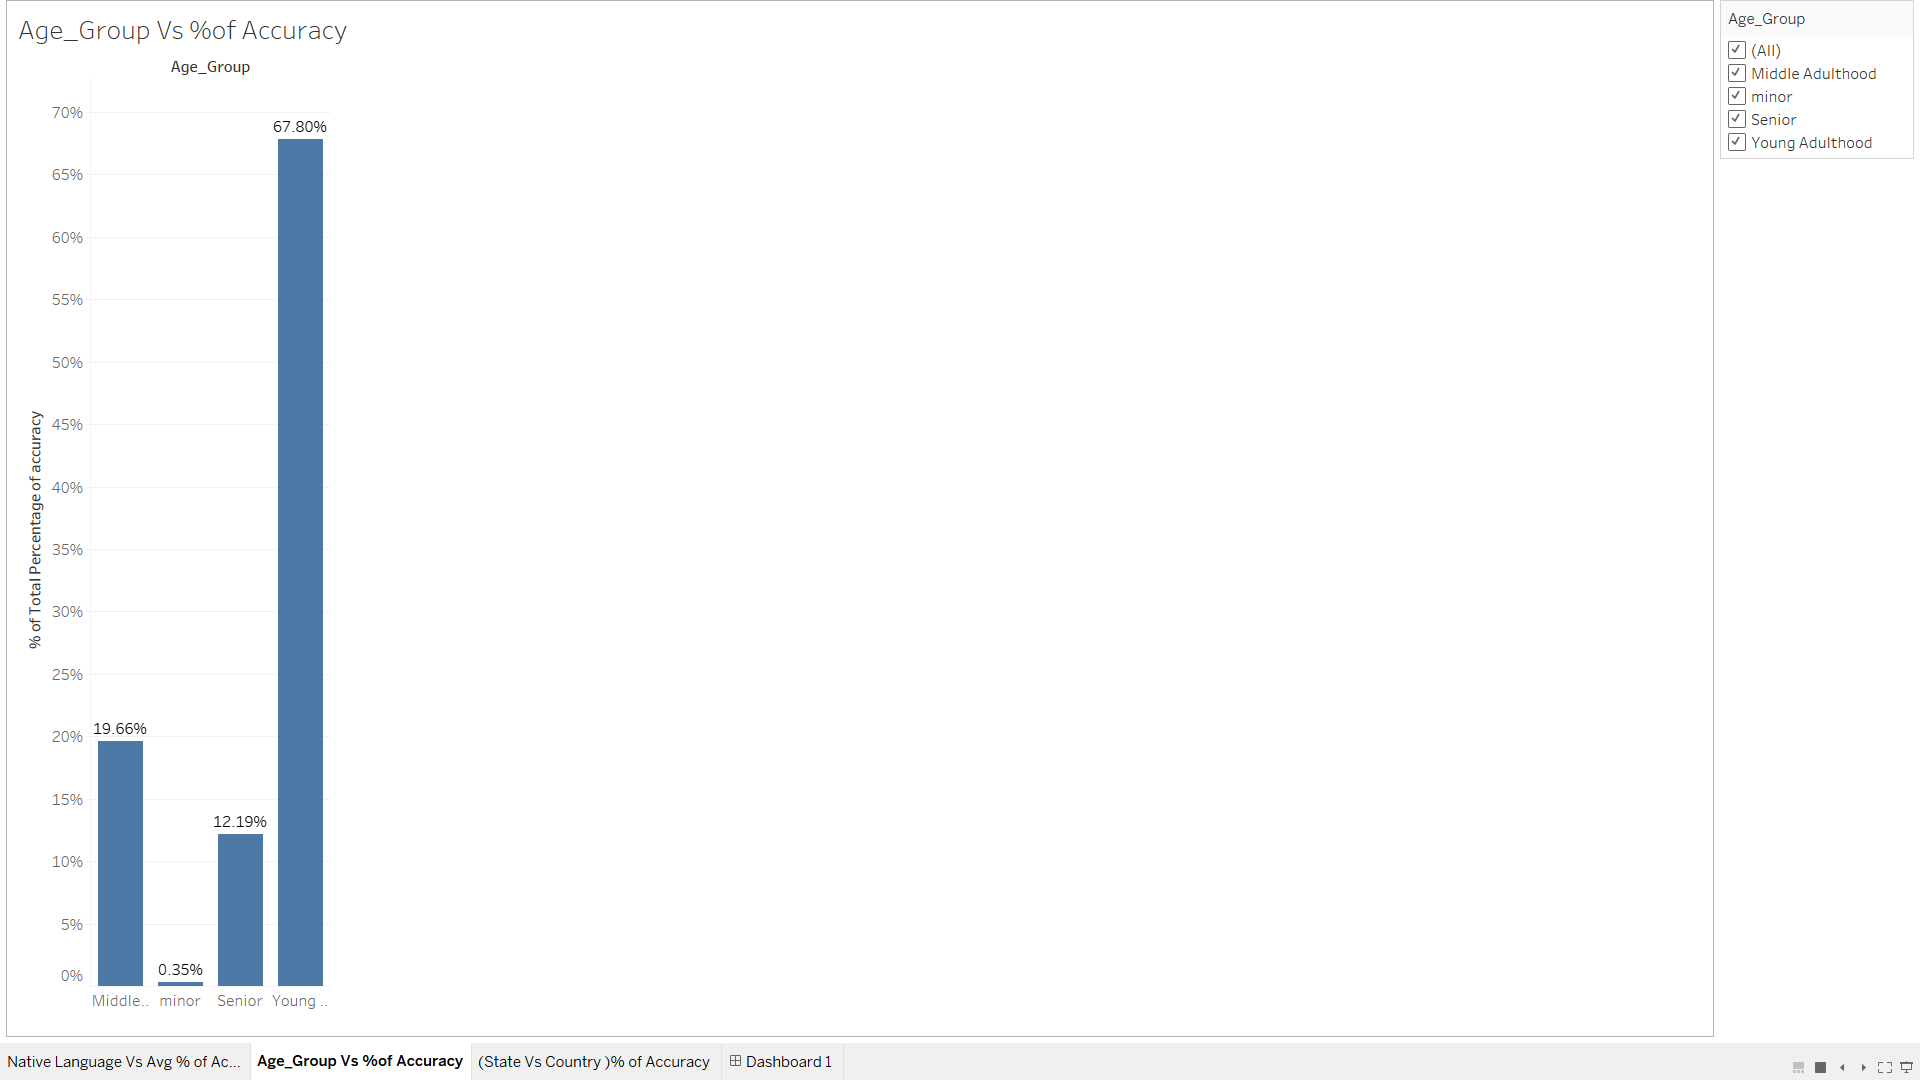 Age_Group Vs %of Accuracy
Age_Group
70%
65%
60%
55%
50%
45%
40%
35%
30%
25%
20%
15%
10%
5%
0%
% of Total Percentage of accuracy
19.66%
0.35%
12.19%
67.80%
Middle..
minor
Senior
Young ..
Age_Group
(All)
Middle Adulthood
minor
Senior
Young Adulthood
Native Language Vs Avg % of Ac...
Age_Group Vs %of Accuracy
(State Vs Country )% of Accuracy
Dashboard 1